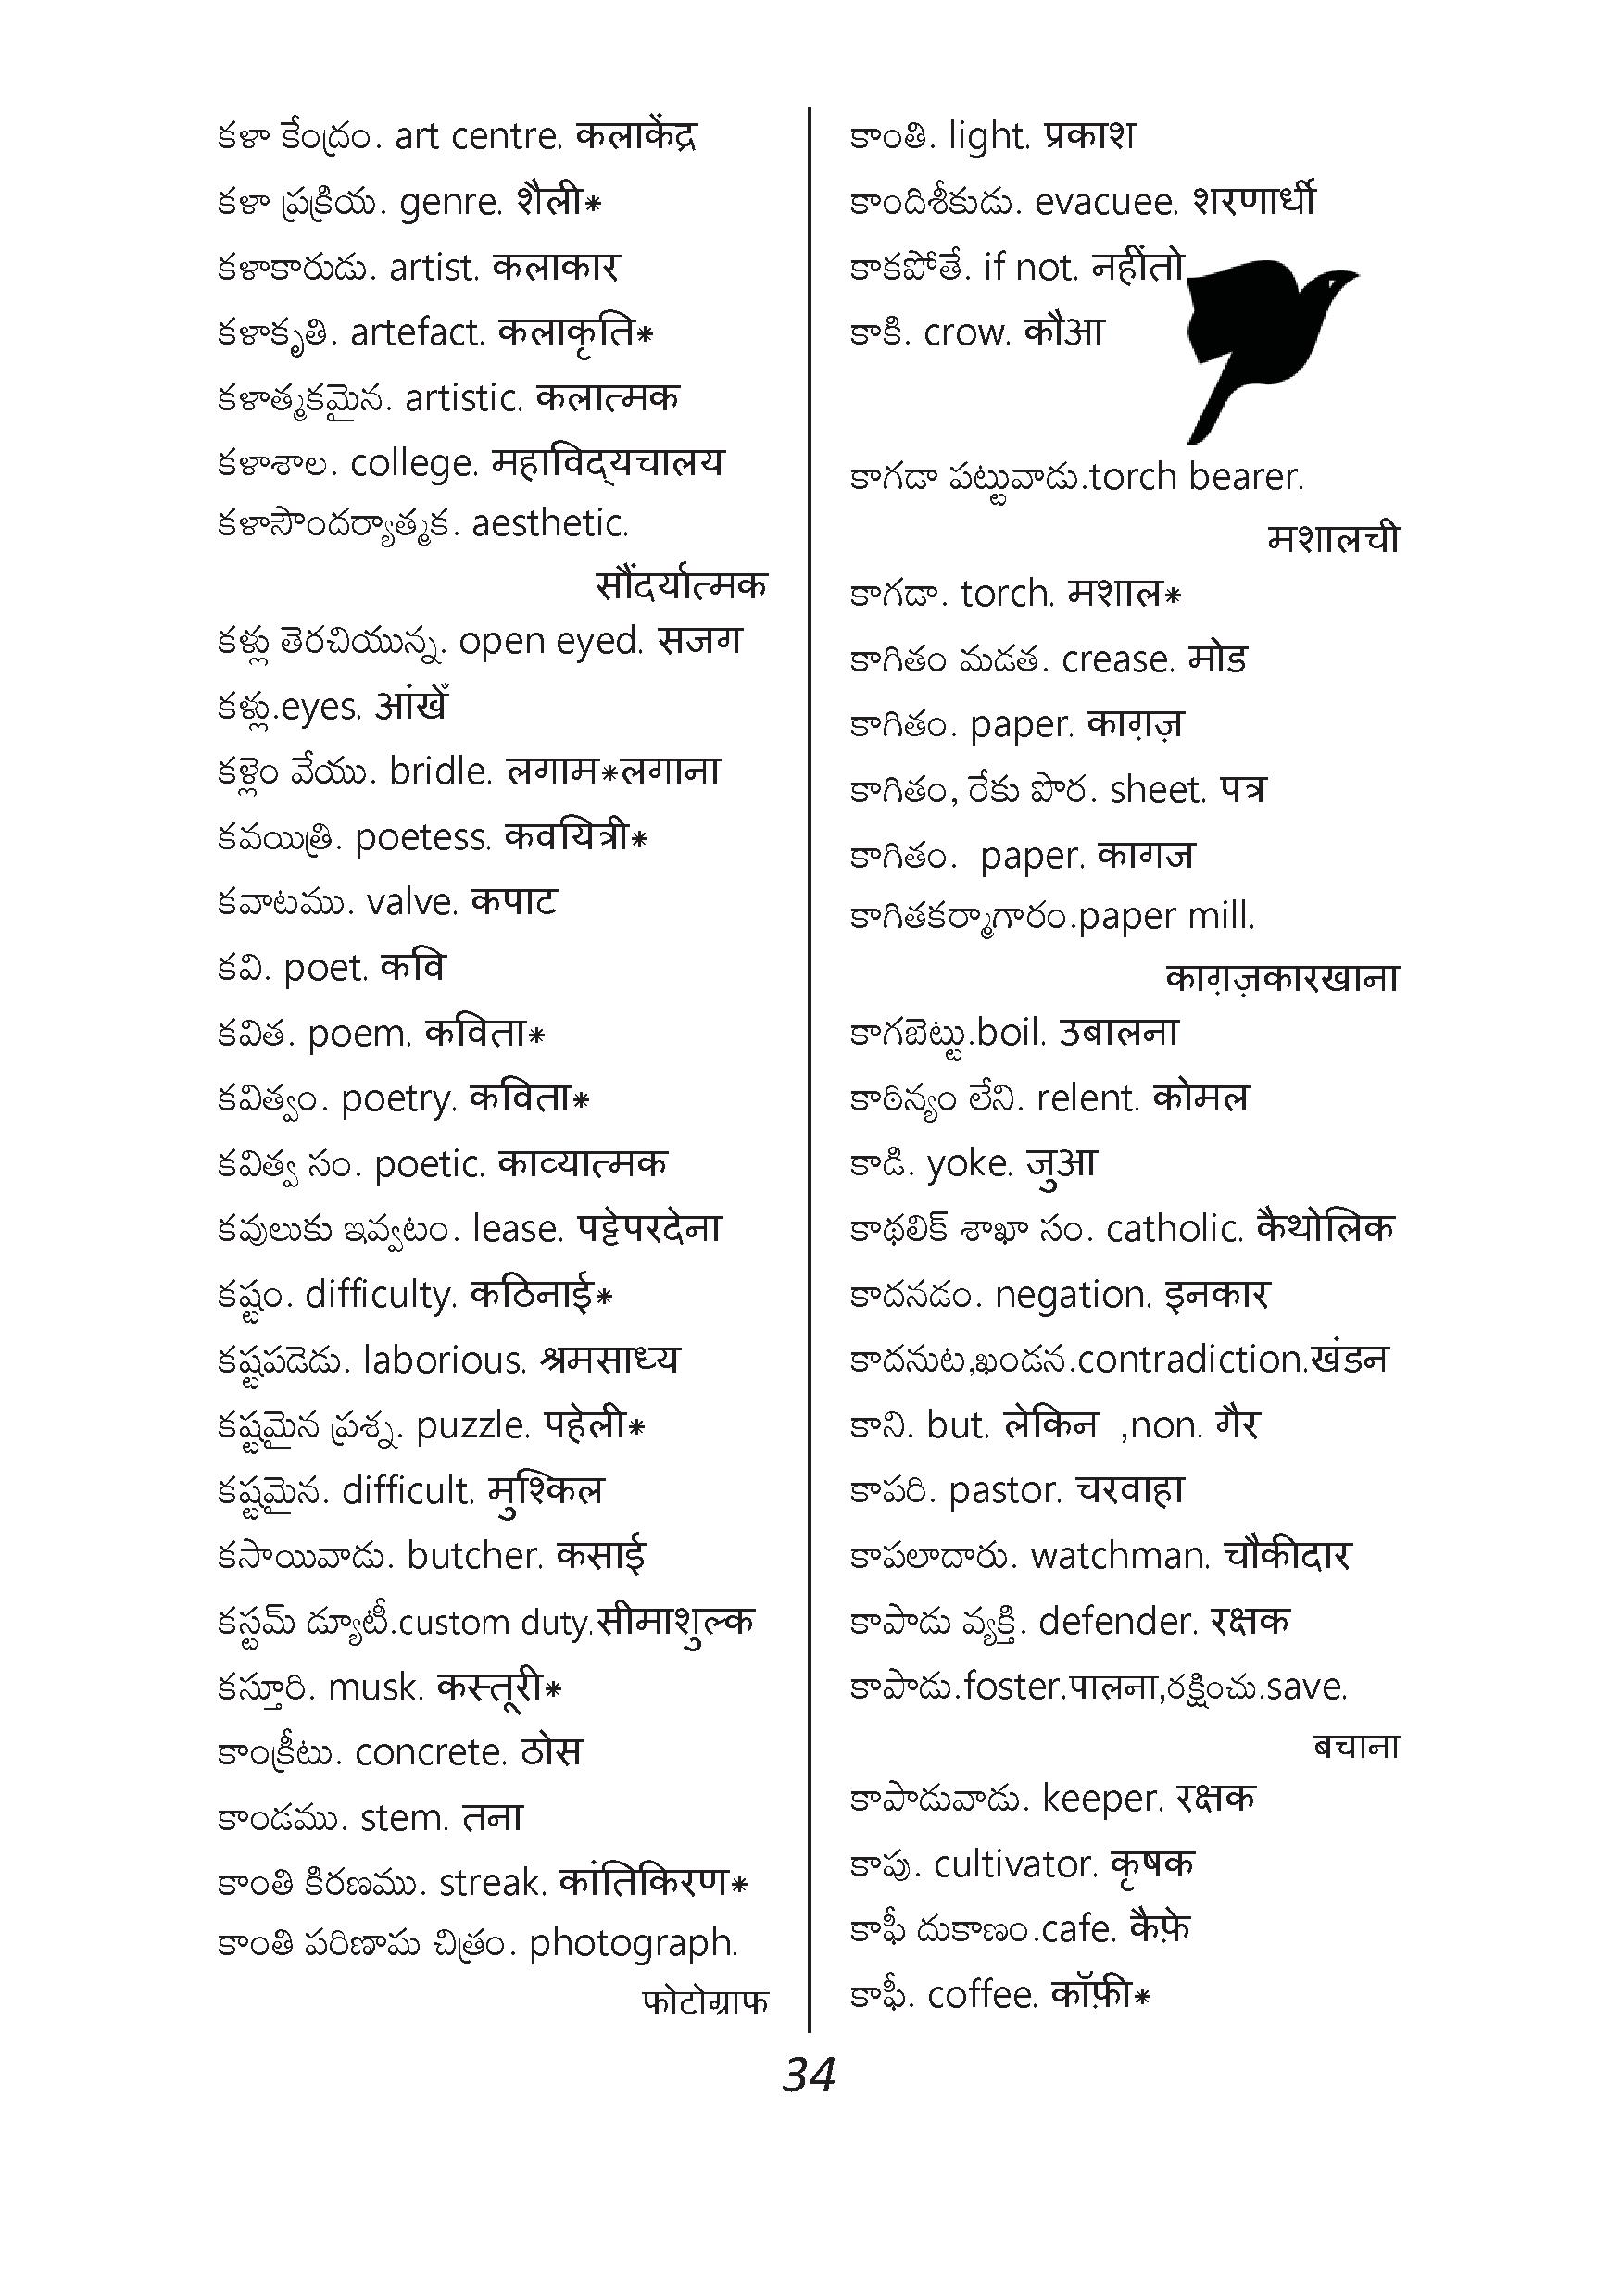 కళా కేంద్రం. art centre. कलाकेंद्र
కళా ప్రక్రియ. genre. शैली*
కళాకారుడు. artist. कलाकार
కళాకృతి. artefact. कलाकृति*
కళాత్మకమైన. artistic. कलात्मक
కళాశాల. college. महाविद्यचालय
కళాసౌందర్యాత్మక. aesthetic.
सौंदर्यात्मक
కళ్లు తెరచియున్న. open eyed. सजग
కళ్లు.eyes. आंखेँ
కళ్లెం వేయు. bridle. लगाम*लगाना
కవయిత్రి. poetess. कवयित्री*
కవాటము. valve. कपाट
కవి. poet. कवि
కవిత. poem. कविता*
కవిత్వం. poetry. कविता*
కవిత్వ సం. poetic. काव्यात्मक
కవులుకు ఇవ్వటం. lease. पट्टेपरदेना
కష్టం. difficulty. कठिनाई*
కష్టపడెడు. laborious. श्रमसाध्य
కష్టమైన ప్రశ్న. puzzle. पहेली*
కష్టమైన. difficult. मुश्किल
కసాయివాడు. butcher. कसाई
కస్టమ్ డ్యూటీ.custom duty.सीमाशुल्क
కస్తూరి. musk. कस्तूरी*
కాంక్రీటు. concrete. ठोस
కాండము. stem. तना
కాంతి కిరణము. streak. कांतिकिरण*
కాంతి పరిణామ చిత్రం. photograph.
फोटोग्राफ
కాంతి. light. प्रकाश
కాందిశీకుడు. evacuee. शरणार्धी
కాకపోతే. if not. नहींतो
కాకి. crow. कौआ
కాగడా పట్టువాడు.torch bearer.
मशालची
కాగడా. torch. मशाल*
కాగితం మడత. crease. मोड
కాగితం. paper. काग़ज़
కాగితం, రేకు పొర. sheet. पत्र
కాగితం. paper. कागज
కాగితకర్మాగారం.paper mill.
काग़ज़कारखाना
కాగబెట్టు.boil. उबालना
కాఠిన్యం లేని. relent. कोमल
కాడి. yoke. जुआ
కాథలిక్ శాఖా సం. catholic. कैथोलिक
కాదనడం. negation. इनकार
కాదనుట,ఖండన.contradiction.खंडन
కాని. but. लेकिन ,non. गैर
కాపరి. pastor. चरवाहा
కాపలాదారు. watchman. चौकीदार
కాపాడు వ్యక్తి. defender. रक्षक
కాపాడు.foster.पालना,రక్షించు.save.
बचाना
కాపాడువాడు. keeper. रक्षक
కాపు. cultivator. कृषक
కాఫీ దుకాణం.cafe. कैफ़े
కాఫీ. coffee. कॉफ़ी*
34